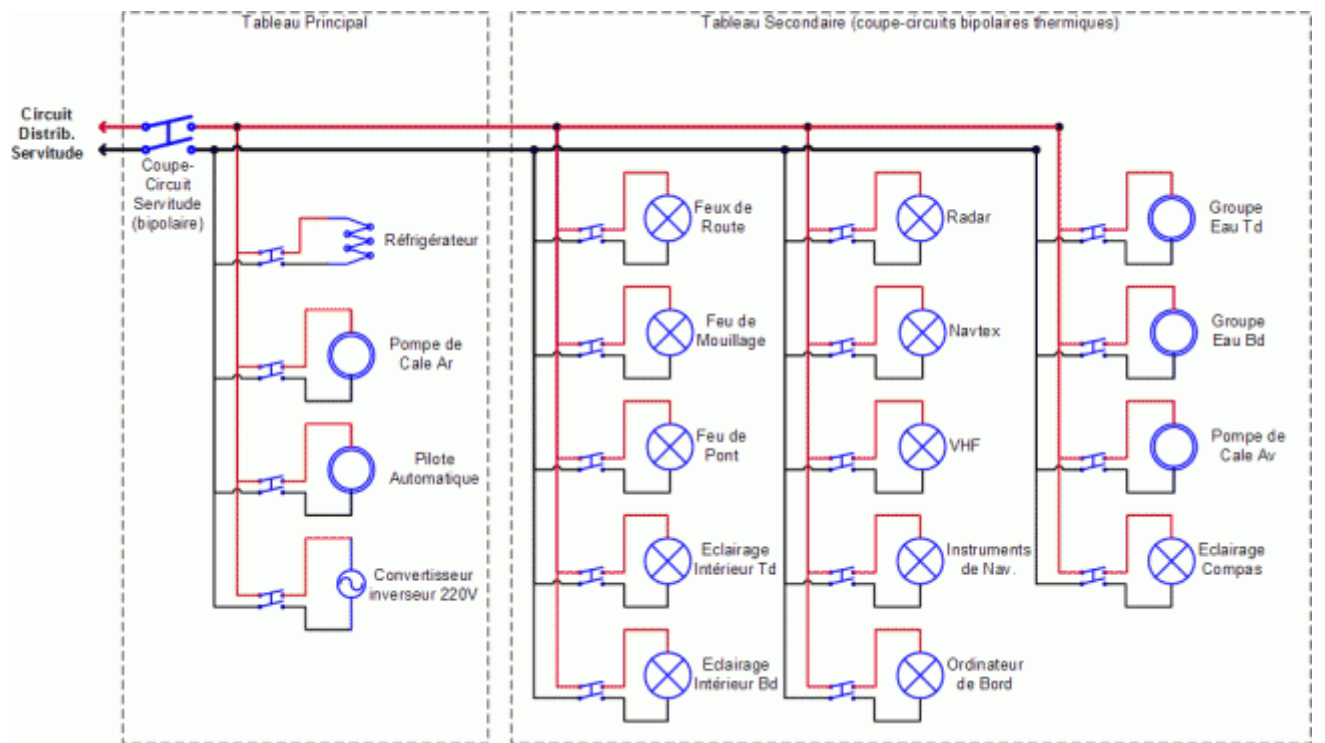 Tableau Principal
Tableau Secondaire (coupe-circuits bipolaires thermiques)
Circuit
Distrib.
Servitude
Coupe-
Circuit
Servitude
(bipolaire)
Réfrigérateur
Pompe de
Cale Ar
Pilote
Automatique
Convertisseur
inverseur 220V
Feux de
Route
Feu de
Mouillage
Feu de
Pont
Eclairage
Intérieur Td
Eclairage
Intérieur Bd
Radar
Navtex
VHF
Instruments
de Nav.
Ordinateur
de Bord
Groupe
Eau Td
Groupe
Eau Bd
Pompe de
Cale Av
Eclairage
Compas